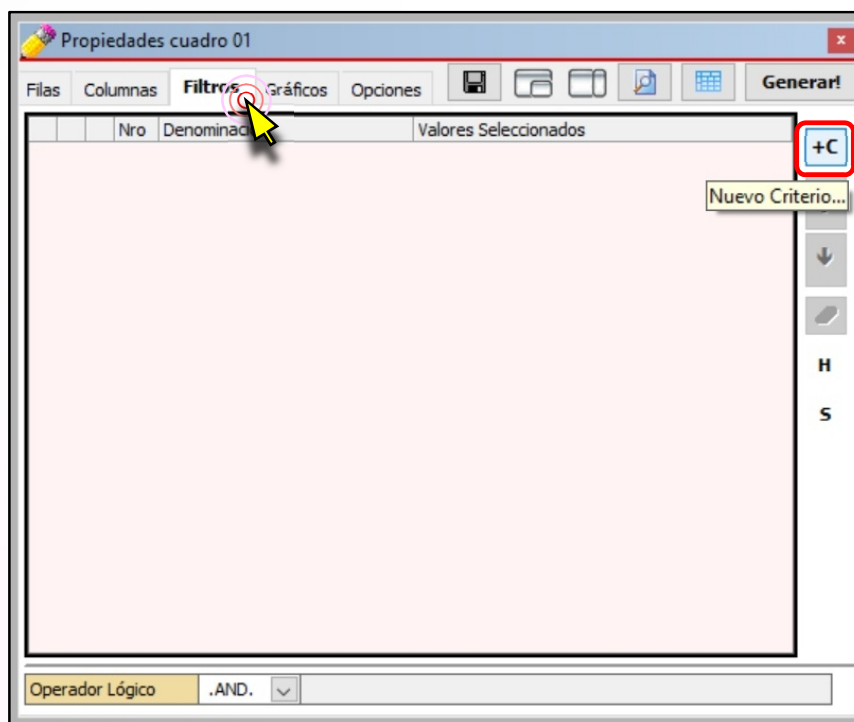 Propiedades cuadro 01
Filas Columnas Filtros Gráficos Opciones Generar!
Nro Valores Seleccionados
+C
Nuevo Criterio...
H
S
Operador Lógico .AND.